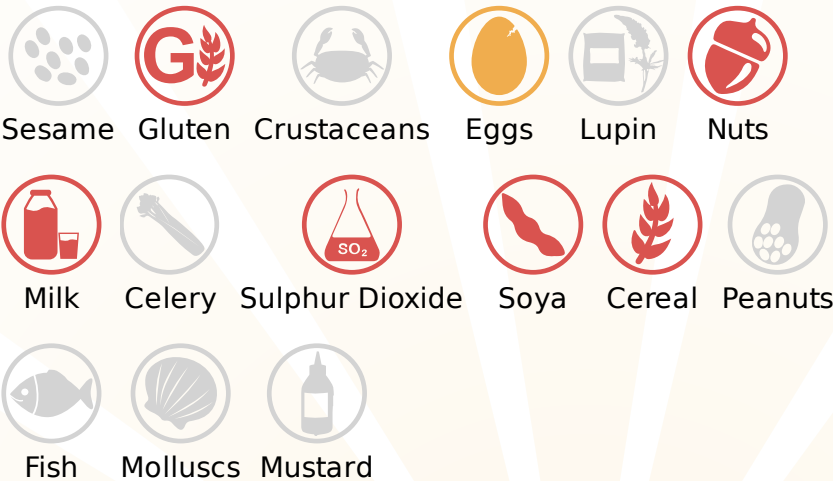 G
Sesame Gluten Crustaceans Eggs Lupin Nuts
SO₂
Milk Celery Sulphur Dioxide Soya Cereal Peanuts
Fish Molluscs Mustard